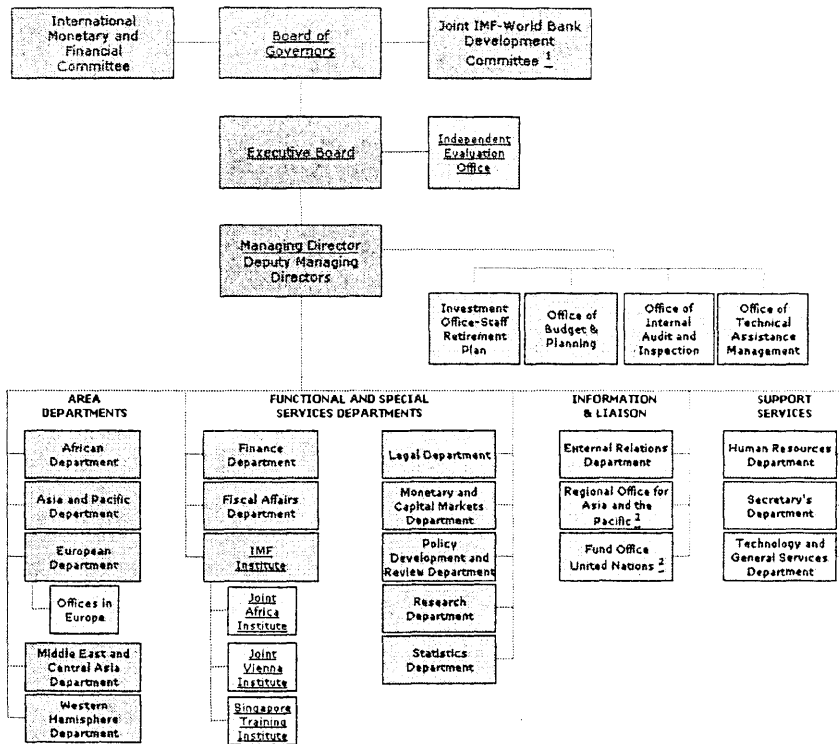 International
Monetary and
Financial
Committee
Board of
Governors
Joint IMF-World Bank
Development
Committee 1
Executive Board
Independent
Evaluation
Office
Managing Director
Deputy Managing
Directors
Investment
Office-Staff
Retirement
Plan
Office of
Budget &
Planning
Office of
Internal
Audit and
Inspection
Office of
Technical
Assistance
Management
AREA
DEPARTMENTS
African
Department
Asia and Pacific
Department
European
Department
Offices in
Europe
Middle East and
Central Asia
Department
Western
Hemisphere
Department
FUNCTIONAL AND SPECIAL
SERVICES DEPARTMENTS
Finance
Department
Fiscal Affairs
Department
IMF
Institute
Joint
Africa
Institute
Joint
Vienna
Institute
Singapore
Training
Institute
Legal Department
Monetary and
Capital Markets
Department
Policy
Development and
Review Department
Research
Department
Statistics
Department
INFORMATION
& LIAISON
External Relations
Department
Regional Office for
Asia and the
Pacific 2
Fund Office
United Nations 2
SUPPORT
SERVICES
Human Resources
Department
Secretary's
Department
Technology and
General Services
Department